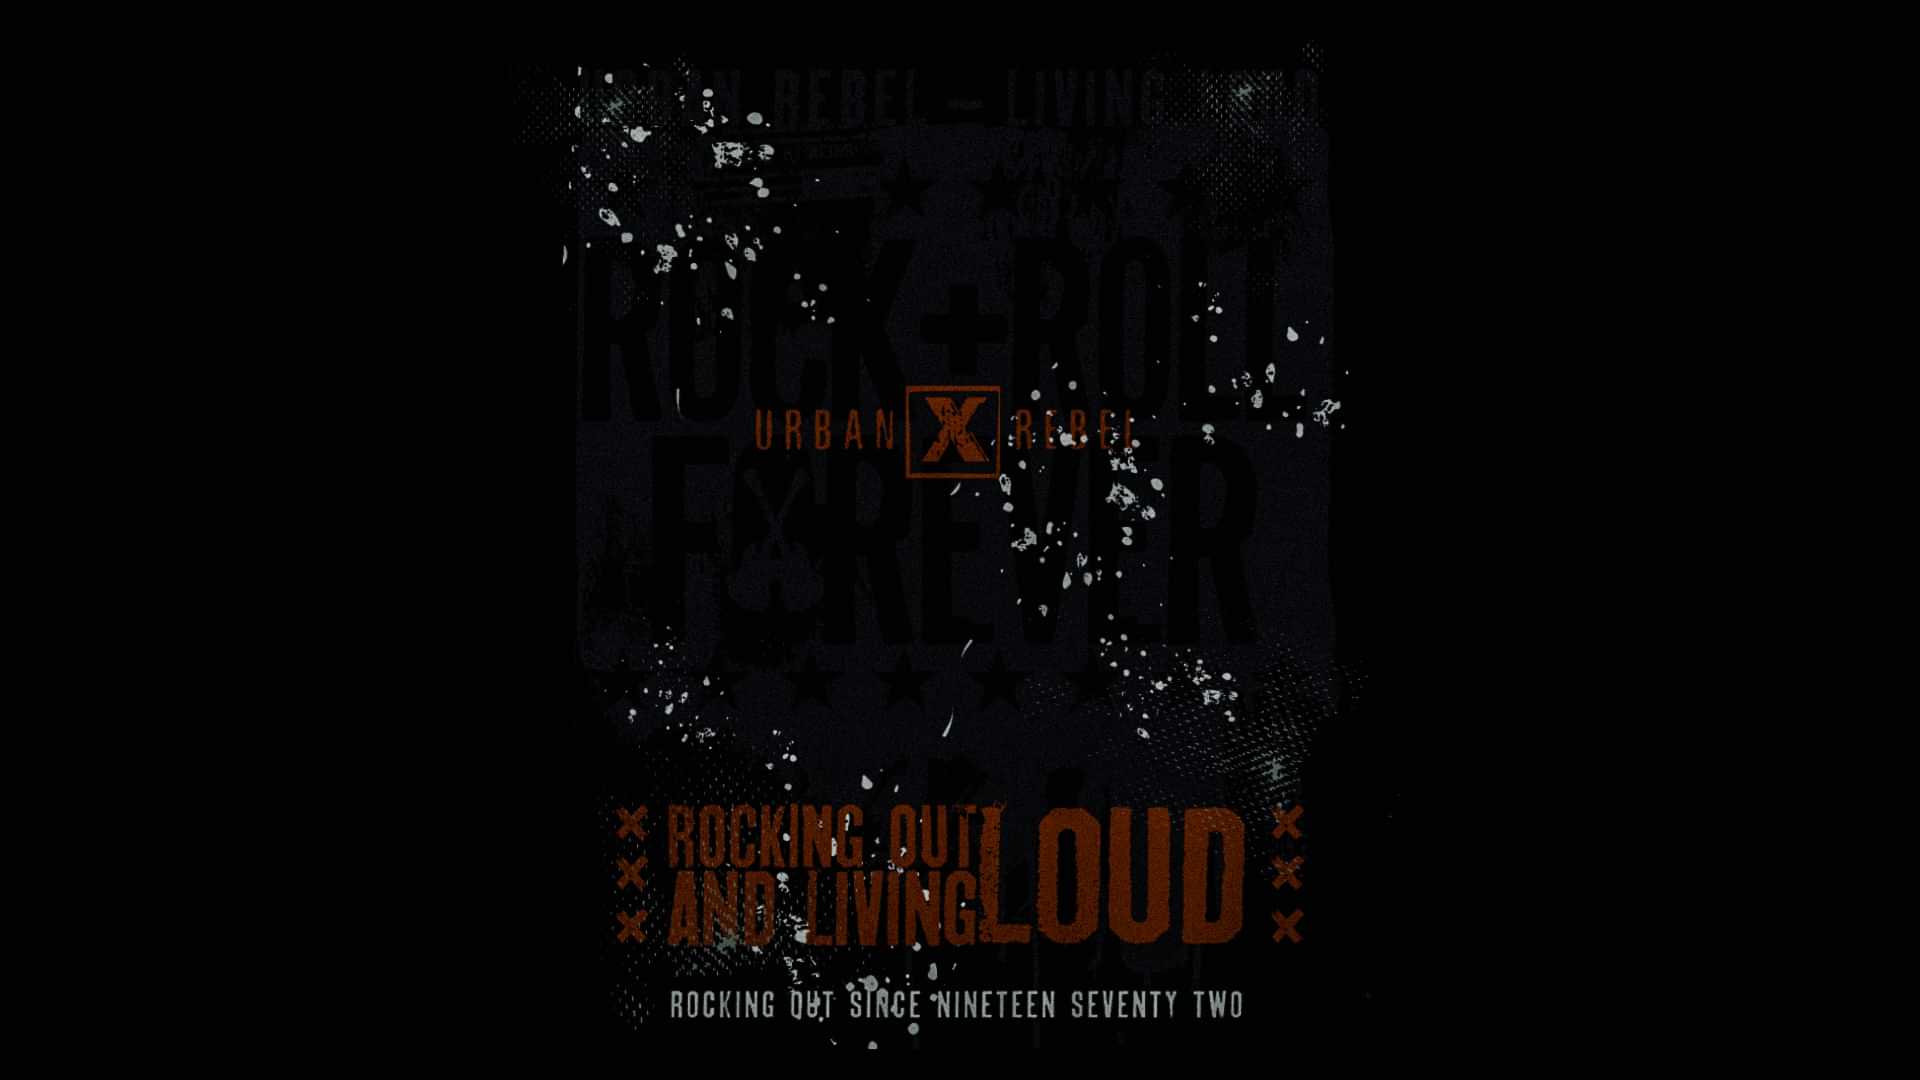 URBAN REBEL – LIVING LOUD
ROCK+ROLL
URBAN X REBEL
FOREVER
ROCKING OUT
AND LIVING LOUD
ROCKING OUT SINCE NINETEEN SEVENTY TWO